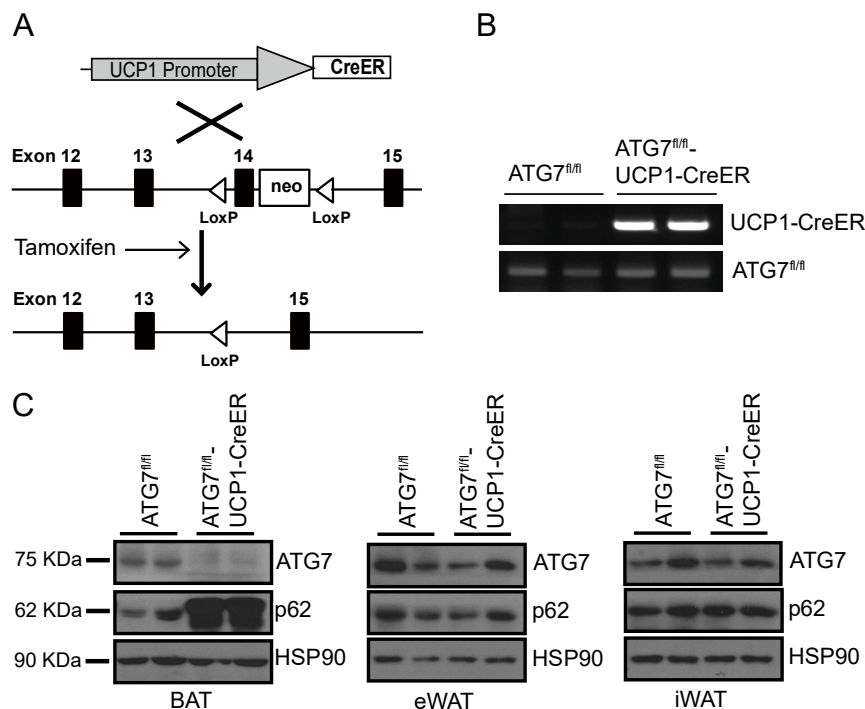 A
UCP1 Promoter
CreER
Exon 12 13 14 15
neo
LoxP LoxP
Tamoxifen
Exon 12 13 15
LoxP
B
ATG7fl/fl
ATG7fl/fl-
UCP1-CreER
UCP1-CreER
ATG7fl/fl
C
ATG7fl/fl
ATG7fl/fl-
UCP1-CreER
75 KDa
ATG7
62 KDa
p62
90 KDa
HSP90
BAT
ATG7fl/fl
ATG7fl/fl-
UCP1-CreER
ATG7
p62
HSP90
eWAT
ATG7fl/fl
ATG7fl/fl-
UCP1-CreER
ATG7
p62
HSP90
iWAT